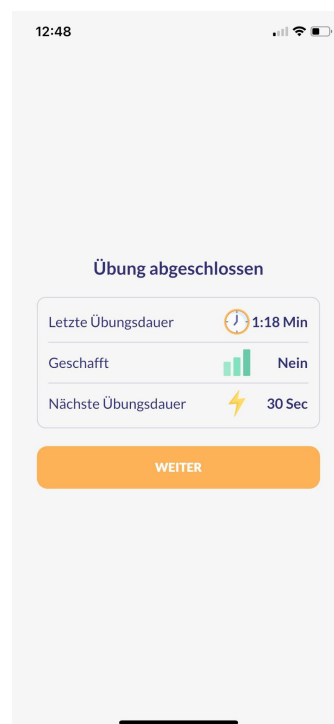 12:48
Übung abgeschlossen
Letzte Übungsdauer 1:18 Min
Geschafft Nein
Nächste Übungsdauer 30 Sec
WEITER